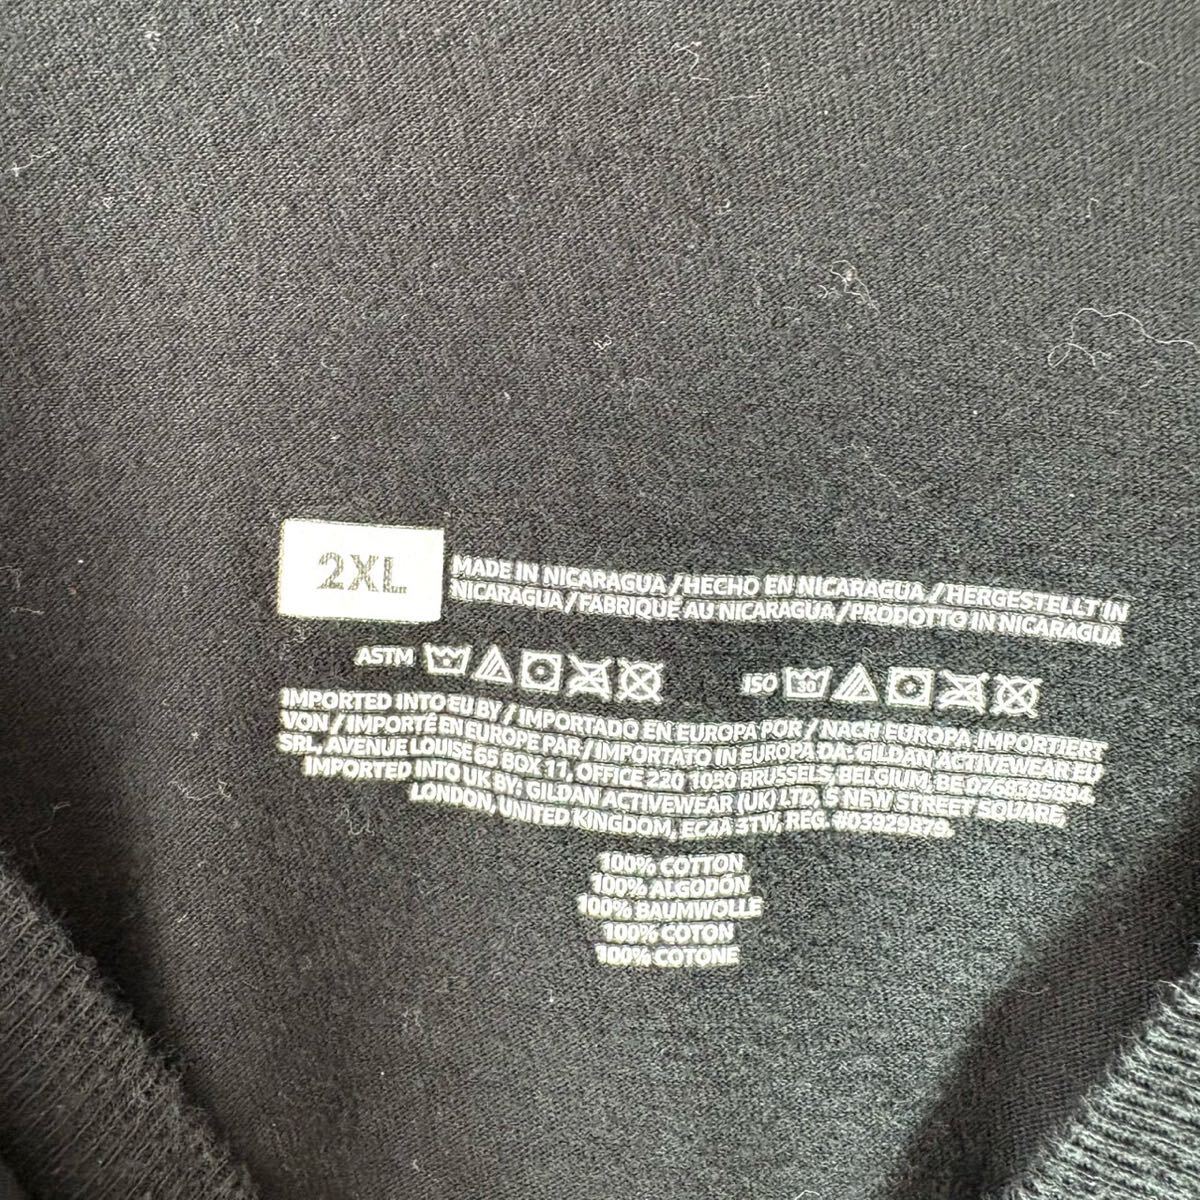 2XL
MADE IN NICARAGUA / HECHO EN NICARAGUA / HERGESTELLT IN
NICARAGUA / FABRIQUE AU NICARAGUA / PRODOTTO IN NICARAGUA
ASTM ISO 30
IMPORTED INTO EU BY / IMPORTADO EN EUROPA POR / NACH EUROPA IMPORTIERT
VON / IMPORTÉ EN EUROPE PAR / IMPORTATO IN EUROPA DA: GILDAN ACTIVEWEAR EU
SRL, AVENUE LOUISE 65 BOX 11, OFFICE 220 1050 BRUSSELS, BELGIUM, BE 0768385894.
IMPORTED INTO UK BY: GILDAN ACTIVEWEAR (UK) LTD, 5 NEW STREET SQUARE,
LONDON, UNITED KINGDOM, EC4A 3TW, REG. #03929879.
100% COTTON
100% ALGODÓN
100% BAUMWOLLE
100% COTON
100% COTONE